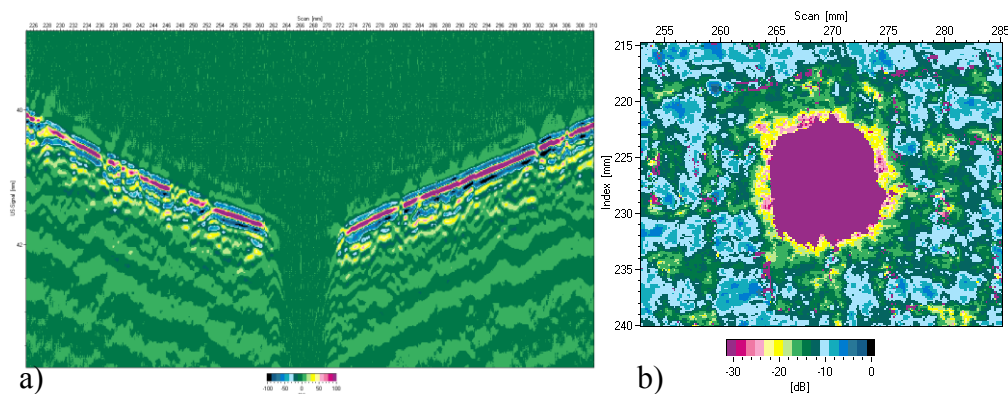 Scan [mm]
226 228 230 232 234 236 238 240 242 244 246 248 250 252 254 256 258 260 262 264 266 268 270 272 274 276 278 280 282 284 286 288 290 292 294 296 298 300 302 304 306 308 310
40
US Signal [mm]
42
-100 -50 0 50 100
a)
Scan [mm]
255 260 265 270 275 280 285
215
220
225
Index [mm]
230
235
240
-30 -20 -10 0
[dB]
b)